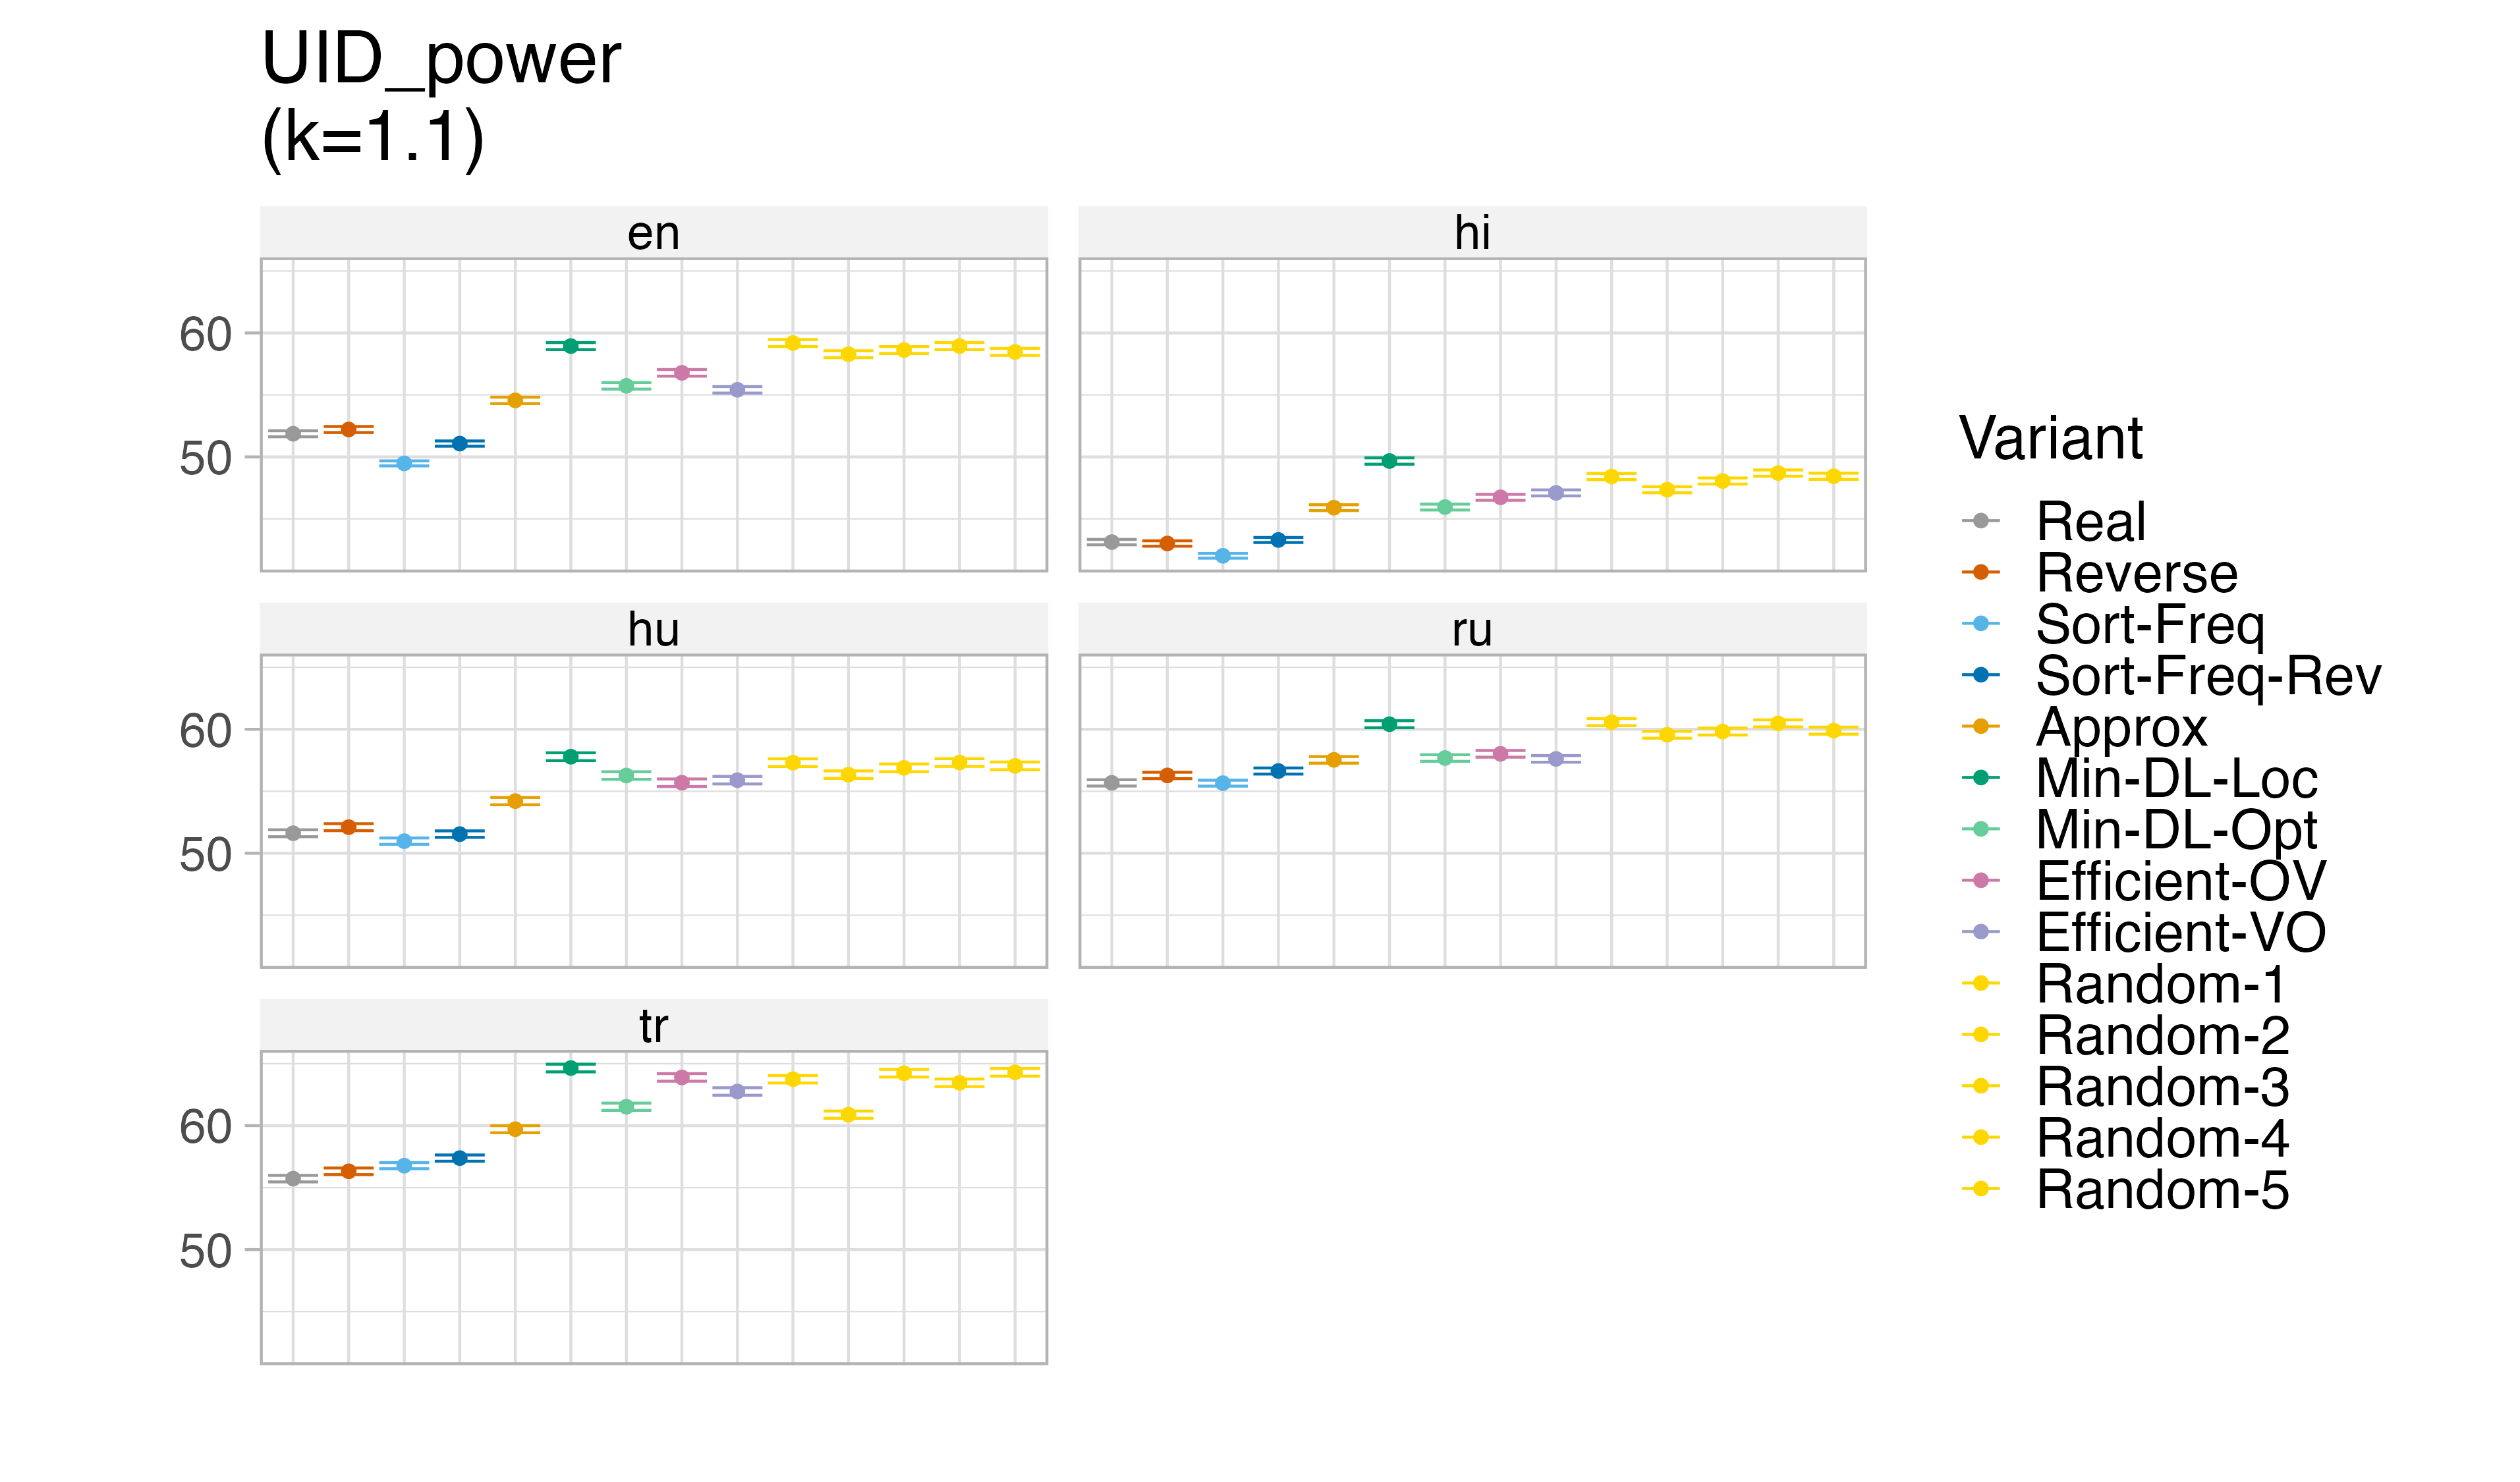 UID_power
(k=1.1)
en
hi
60
50
hu
ru
60
50
tr
60
50
Variant
Real
Reverse
Sort-Freq
Sort-Freq-Rev
Approx
Min-DL-Loc
Min-DL-Opt
Efficient-OV
Efficient-VO
Random-1
Random-2
Random-3
Random-4
Random-5